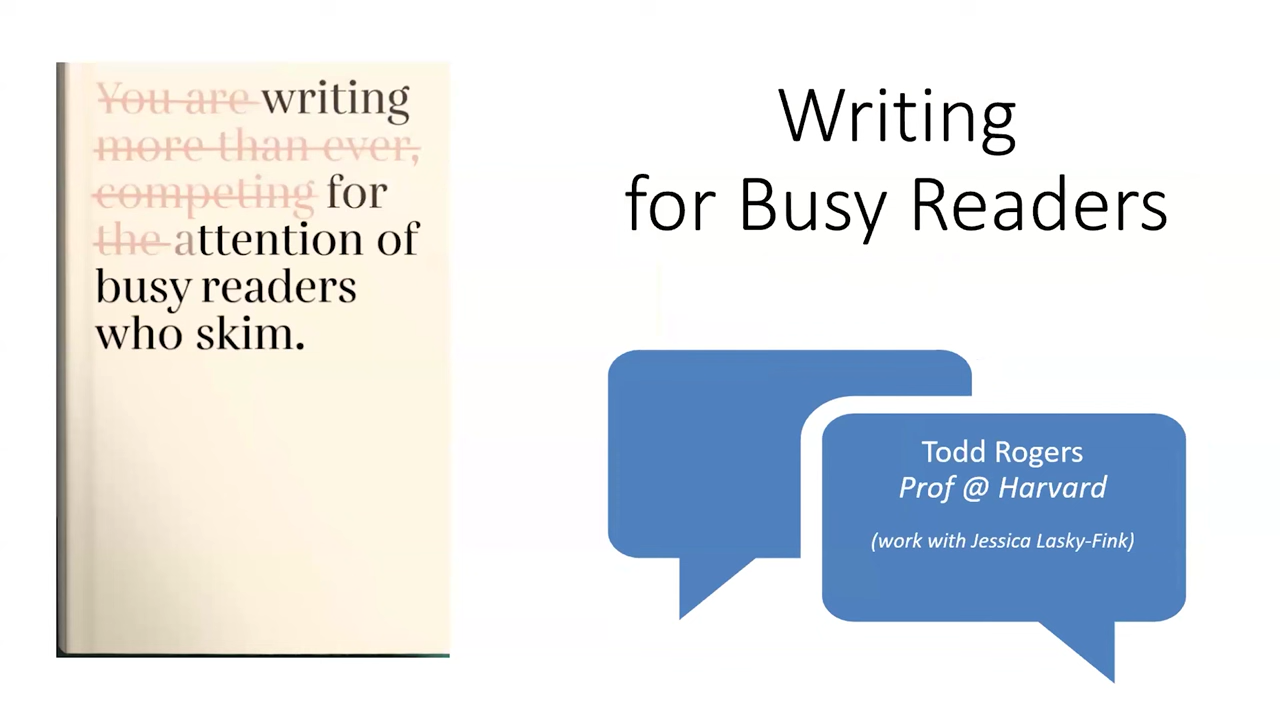 You are writing
more than ever,
competing for
the attention of
busy readers
who skim.
Writing
for Busy Readers
Todd Rogers
Prof @ Harvard
(work with Jessica Lasky-Fink)